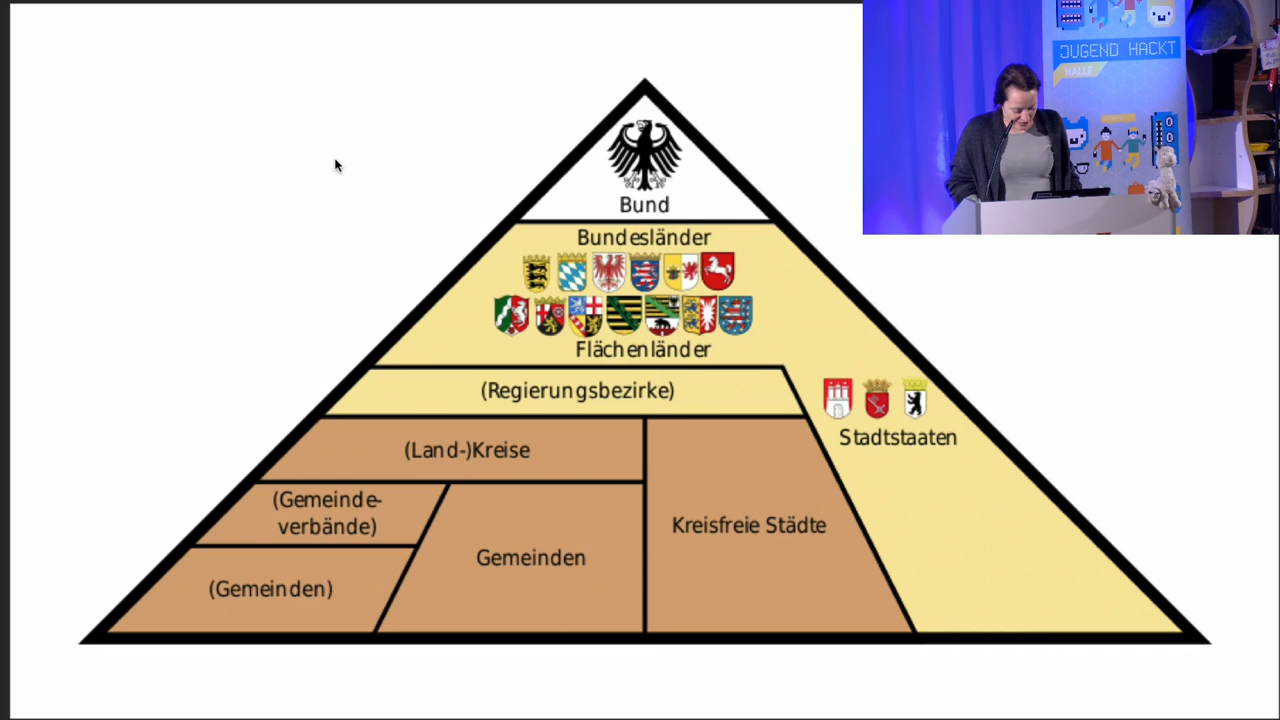 JUGEND HACKT
HALLE
Bund
Bundesländer
Flächenländer
(Regierungsbezirke)
Stadtstaaten
(Land-)Kreise
(Gemeinde-
verbände)
Kreisfreie Städte
Gemeinden
(Gemeinden)